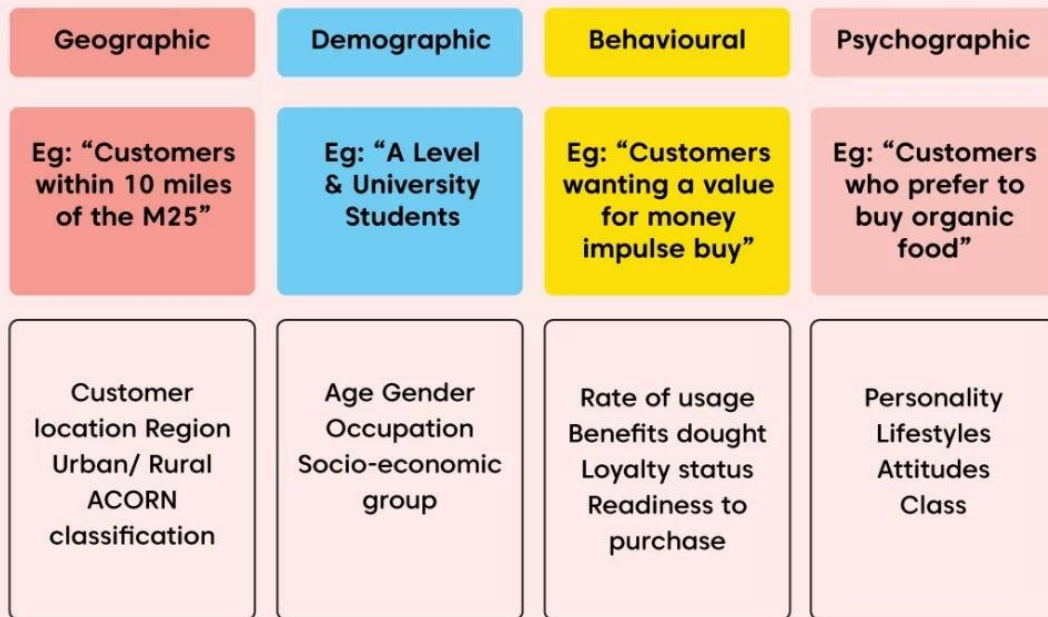 Geographic
Demographic
Behavioural
Psychographic
Eg: “Customers
within 10 miles
of the M25”
Eg: “A Level
& University
Students
Eg: “Customers
wanting a value
for money
impulse buy”
Eg: “Customers
who prefer to
buy organic
food”
Customer
location Region
Urban/ Rural
ACORN
classification
Age Gender
Occupation
Socio-economic
group
Rate of usage
Benefits dought
Loyalty status
Readiness to
purchase
Personality
Lifestyles
Attitudes
Class